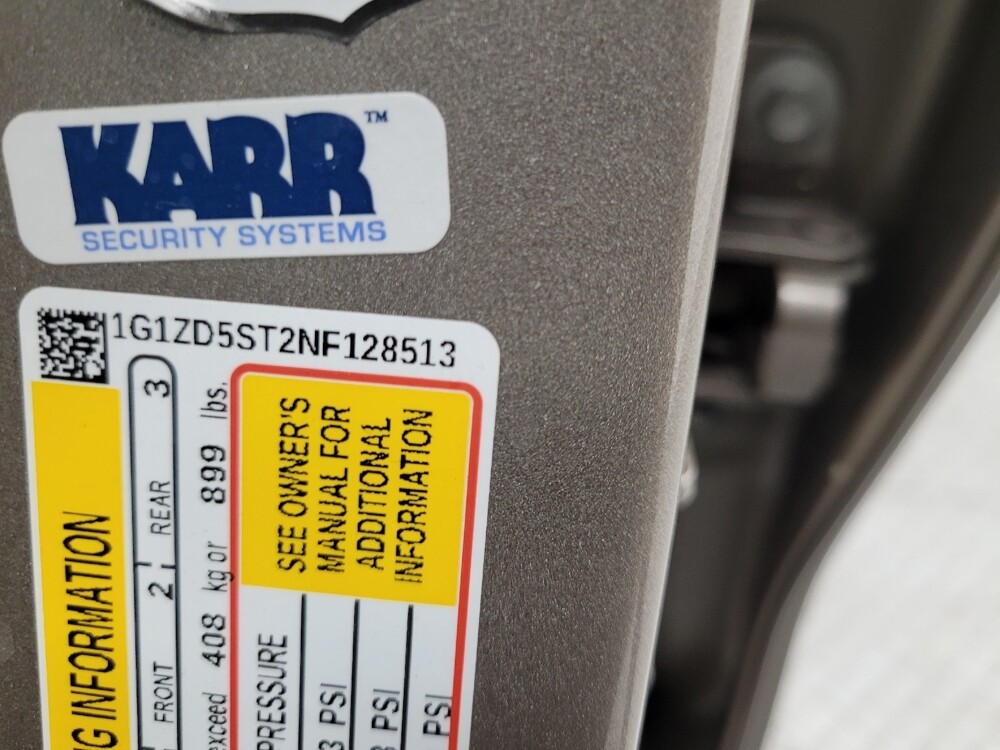 KARR™
SECURITY SYSTEMS
1G1ZD5ST2NF128513
G INFORMATION
FRONT 2 REAR 3
exceed 408 kg or 899 lbs.
SEE OWNER'S
MANUAL FOR
ADDITIONAL
INFORMATION
PRESSURE
3 PSI
PSI
PSI